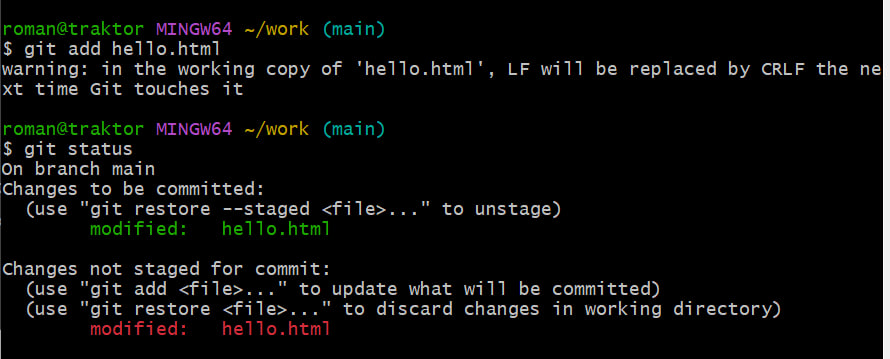 roman@traktor MINGW64 ~/work (main)
$ git add hello.html
warning: in the working copy of 'hello.html', LF will be replaced by CRLF the ne
xt time Git touches it
roman@traktor MINGW64 ~/work (main)
$ git status
On branch main
Changes to be committed:
  (use "git restore --staged <file>..." to unstage)
        modified:   hello.html
Changes not staged for commit:
  (use "git add <file>..." to update what will be committed)
  (use "git restore <file>..." to discard changes in working directory)
        modified:   hello.html